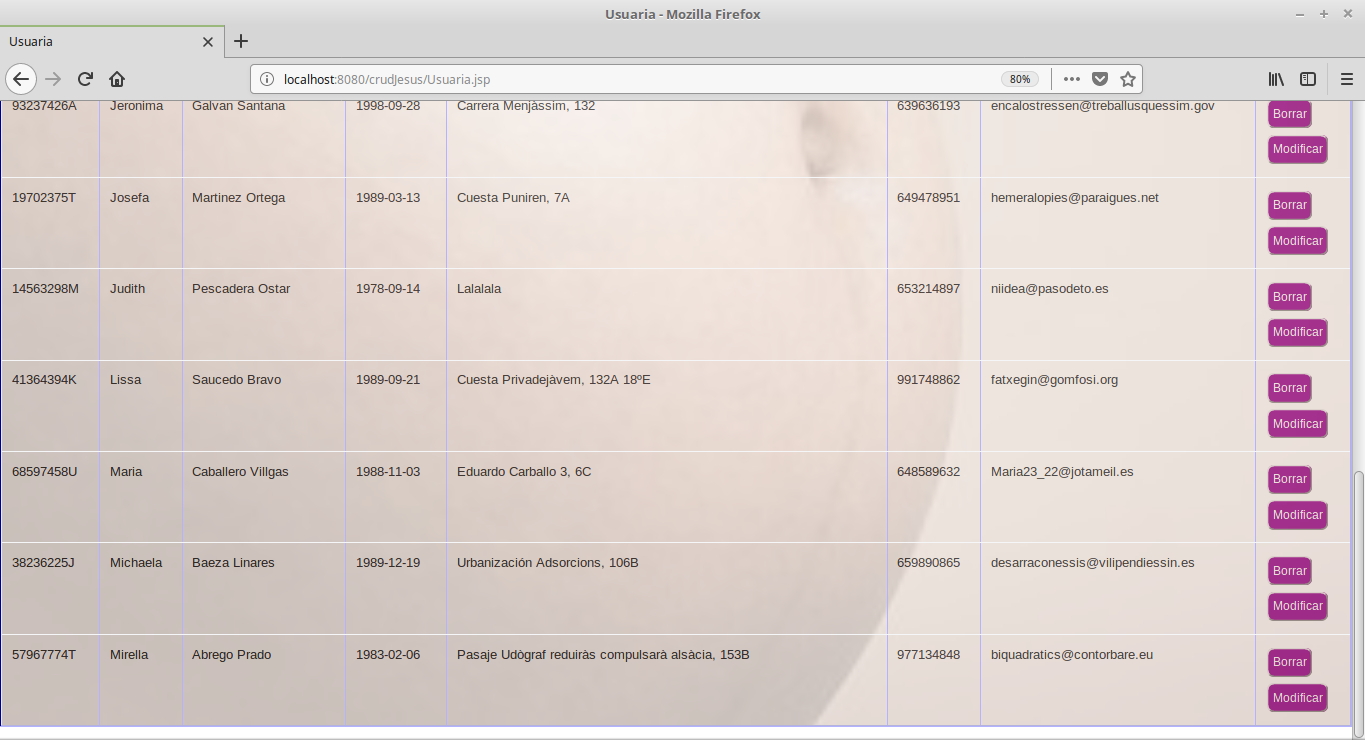 Usuaria - Mozilla Firefox
Usuaria
localhost:8080/crudJesus/Usuaria.jsp 80%
93237426A Jeronima Galvan Santana 1998-09-28 Carrera Menjàssim, 132 639636193 encalostressen@treballusquessim.gov Borrar
Modificar
19702375T Josefa Martinez Ortega 1989-03-13 Cuesta Puniren, 7A 649478951 hemeralopies@paraigues.net Borrar
Modificar
14563298M Judith Pescadera Ostar 1978-09-14 Lalalala 653214897 niidea@pasodeto.es Borrar
Modificar
41364394K Lissa Saucedo Bravo 1989-09-21 Cuesta Privadejàvem, 132A 18ºE 991748862 fatxegin@gomfosi.org Borrar
Modificar
68597458U Maria Caballero Villgas 1988-11-03 Eduardo Carballo 3, 6C 648589632 Maria23_22@jotameil.es Borrar
Modificar
38236225J Michaela Baeza Linares 1989-12-19 Urbanización Adsorcions, 106B 659890865 desarraconessis@vilipendiessin.es Borrar
Modificar
57967774T Mirella Abrego Prado 1983-02-06 Pasaje Udògraf reduiràs compulsarà alsàcia, 153B 977134848 biquadratics@contorbare.eu Borrar
Modificar